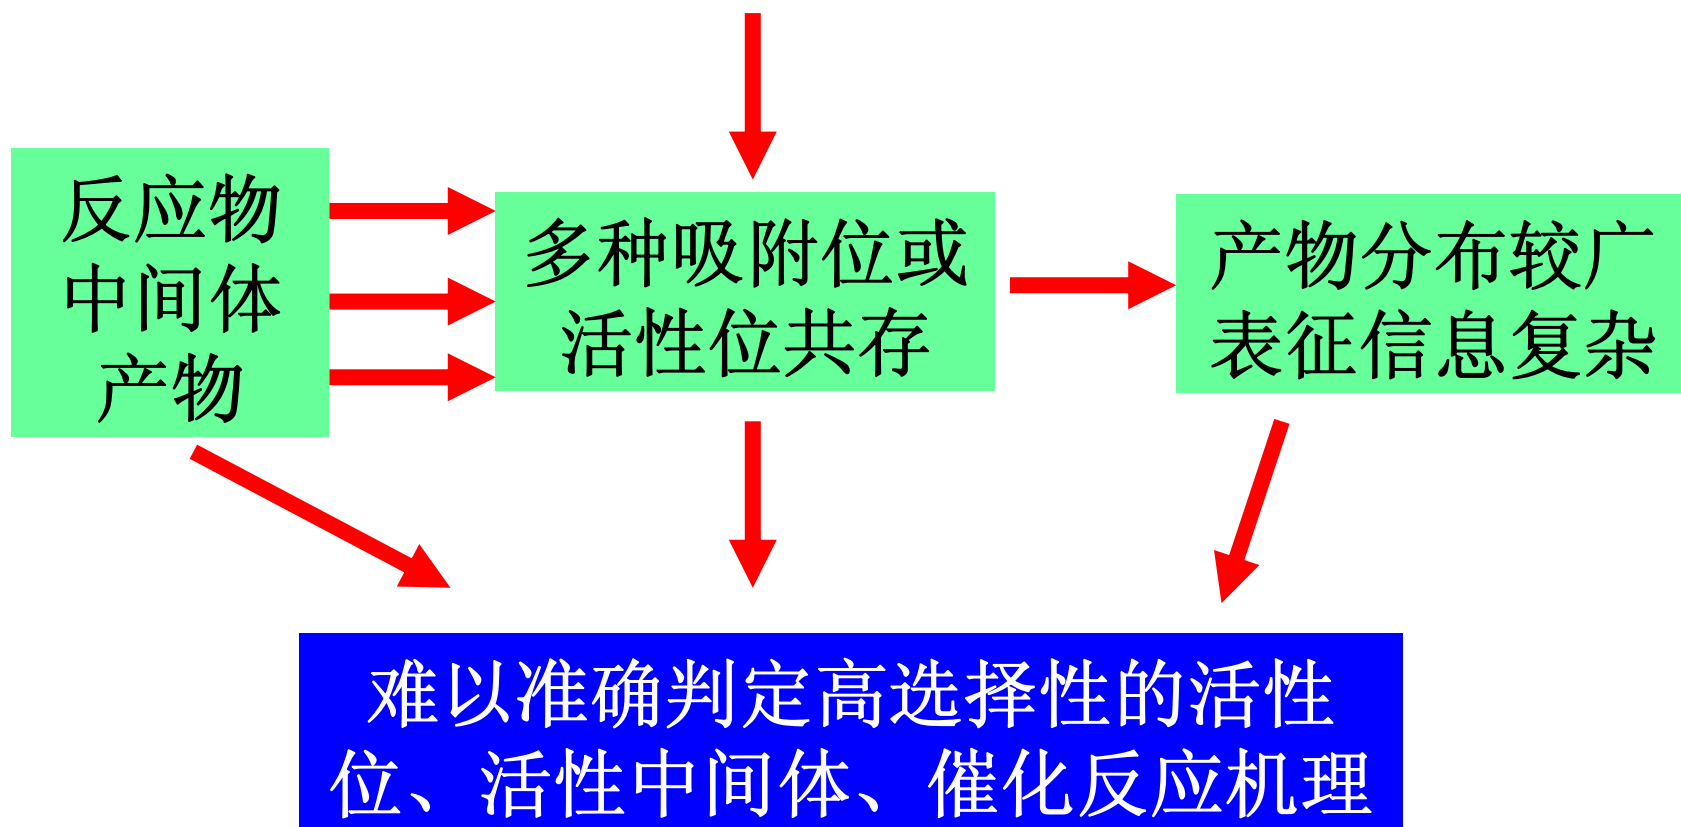 反应物
中间体
产物
多种吸附位或
活性位共存
产物分布较广
表征信息复杂
难以准确判定高选择性的活性
位、活性中间体、催化反应机理